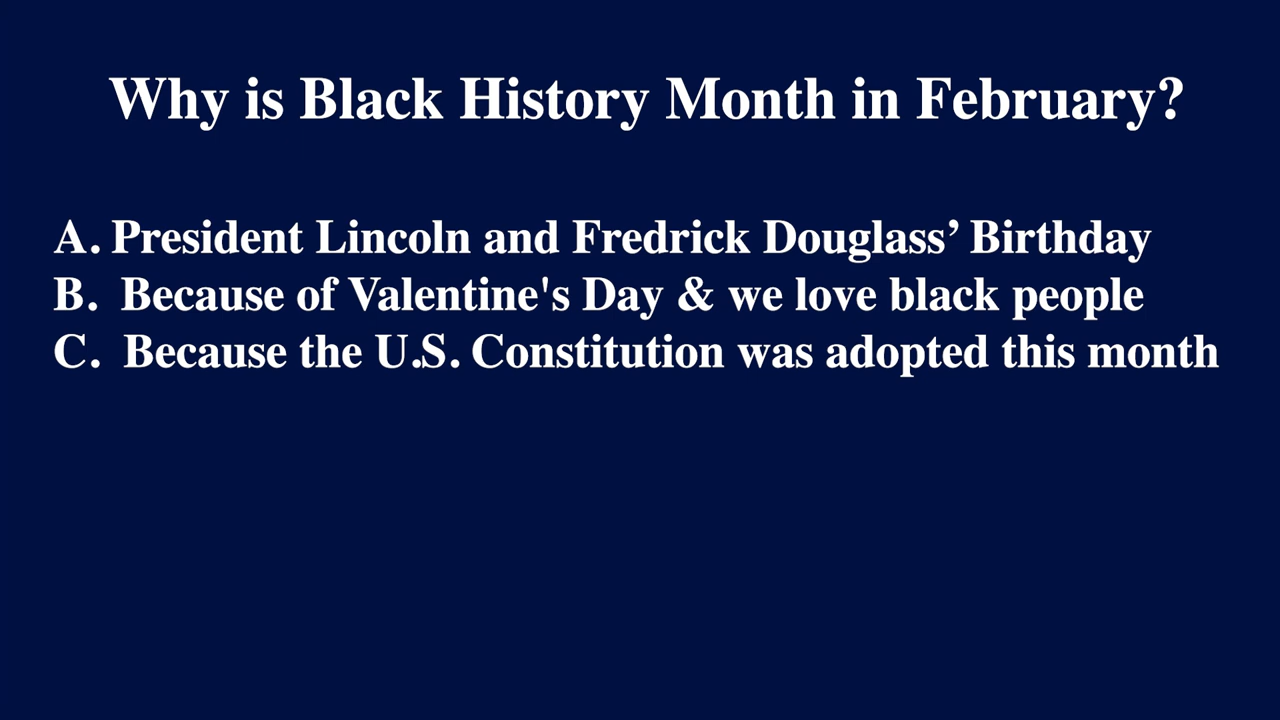 Why is Black History Month in February?
A. President Lincoln and Fredrick Douglass’ Birthday
B. Because of Valentine's Day & we love black people
C. Because the U.S. Constitution was adopted this month